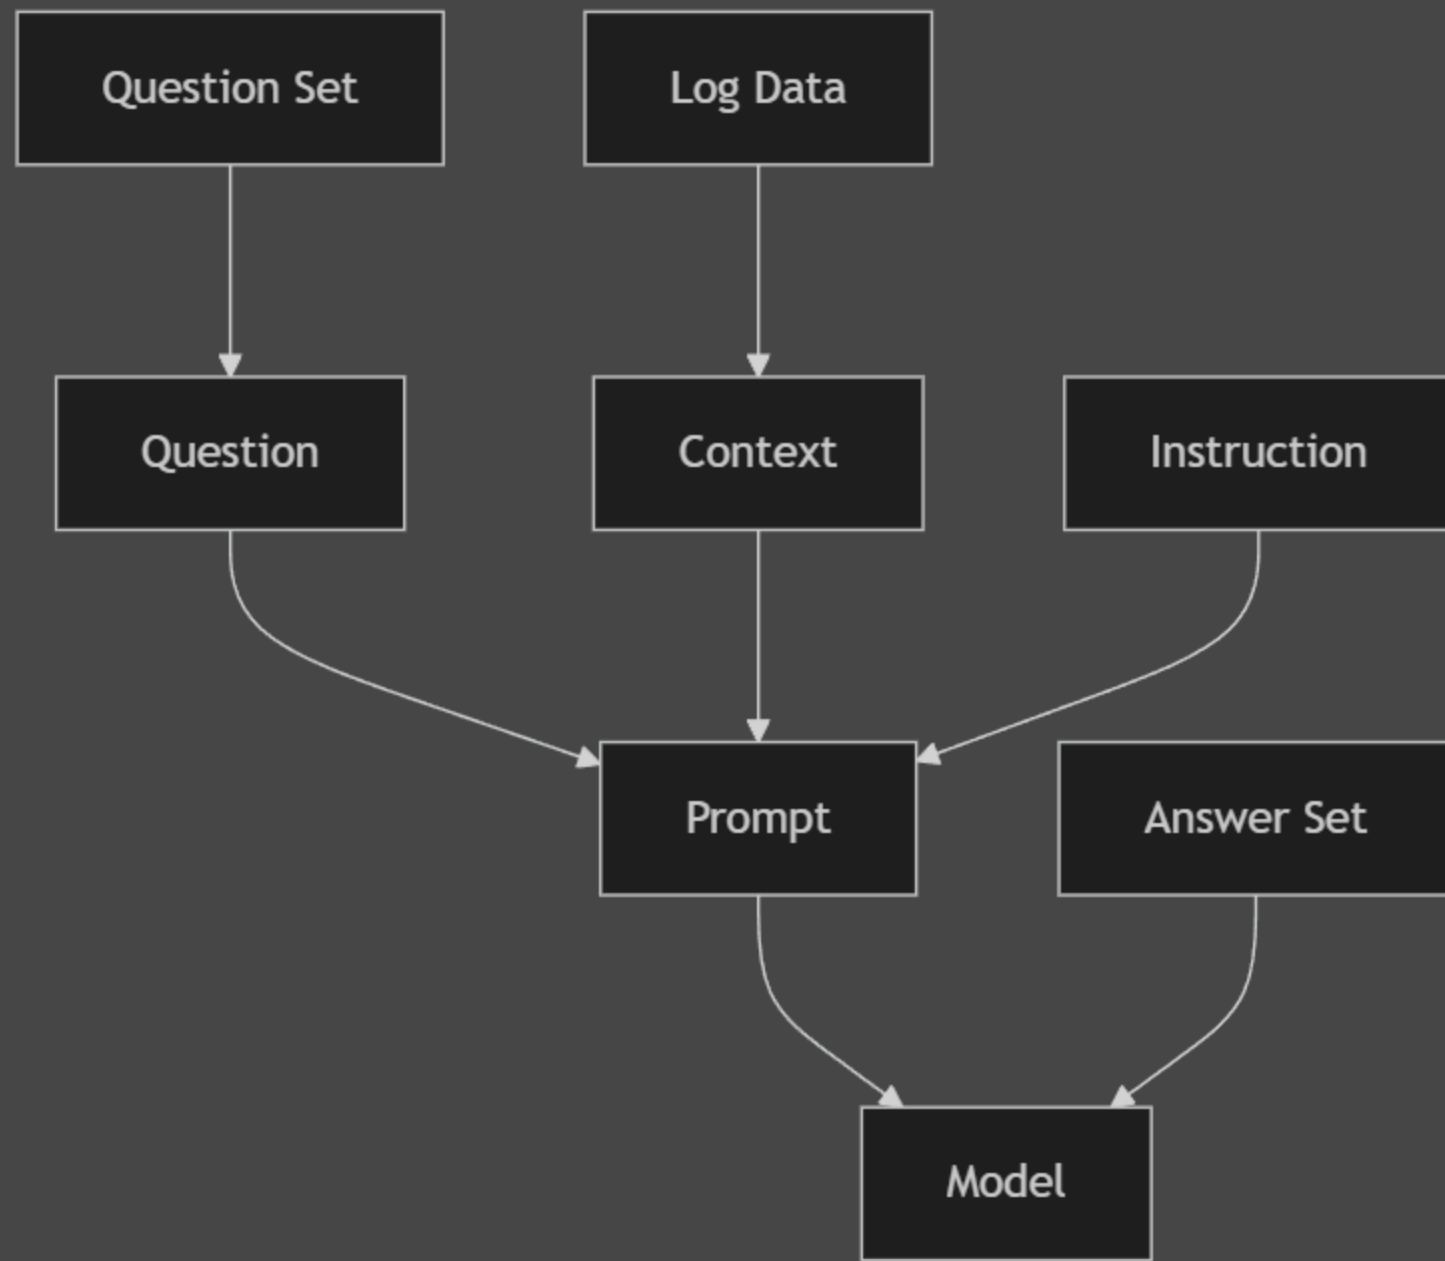 Question Set
Log Data
Question
Context
Instruction
Prompt
Answer Set
Model